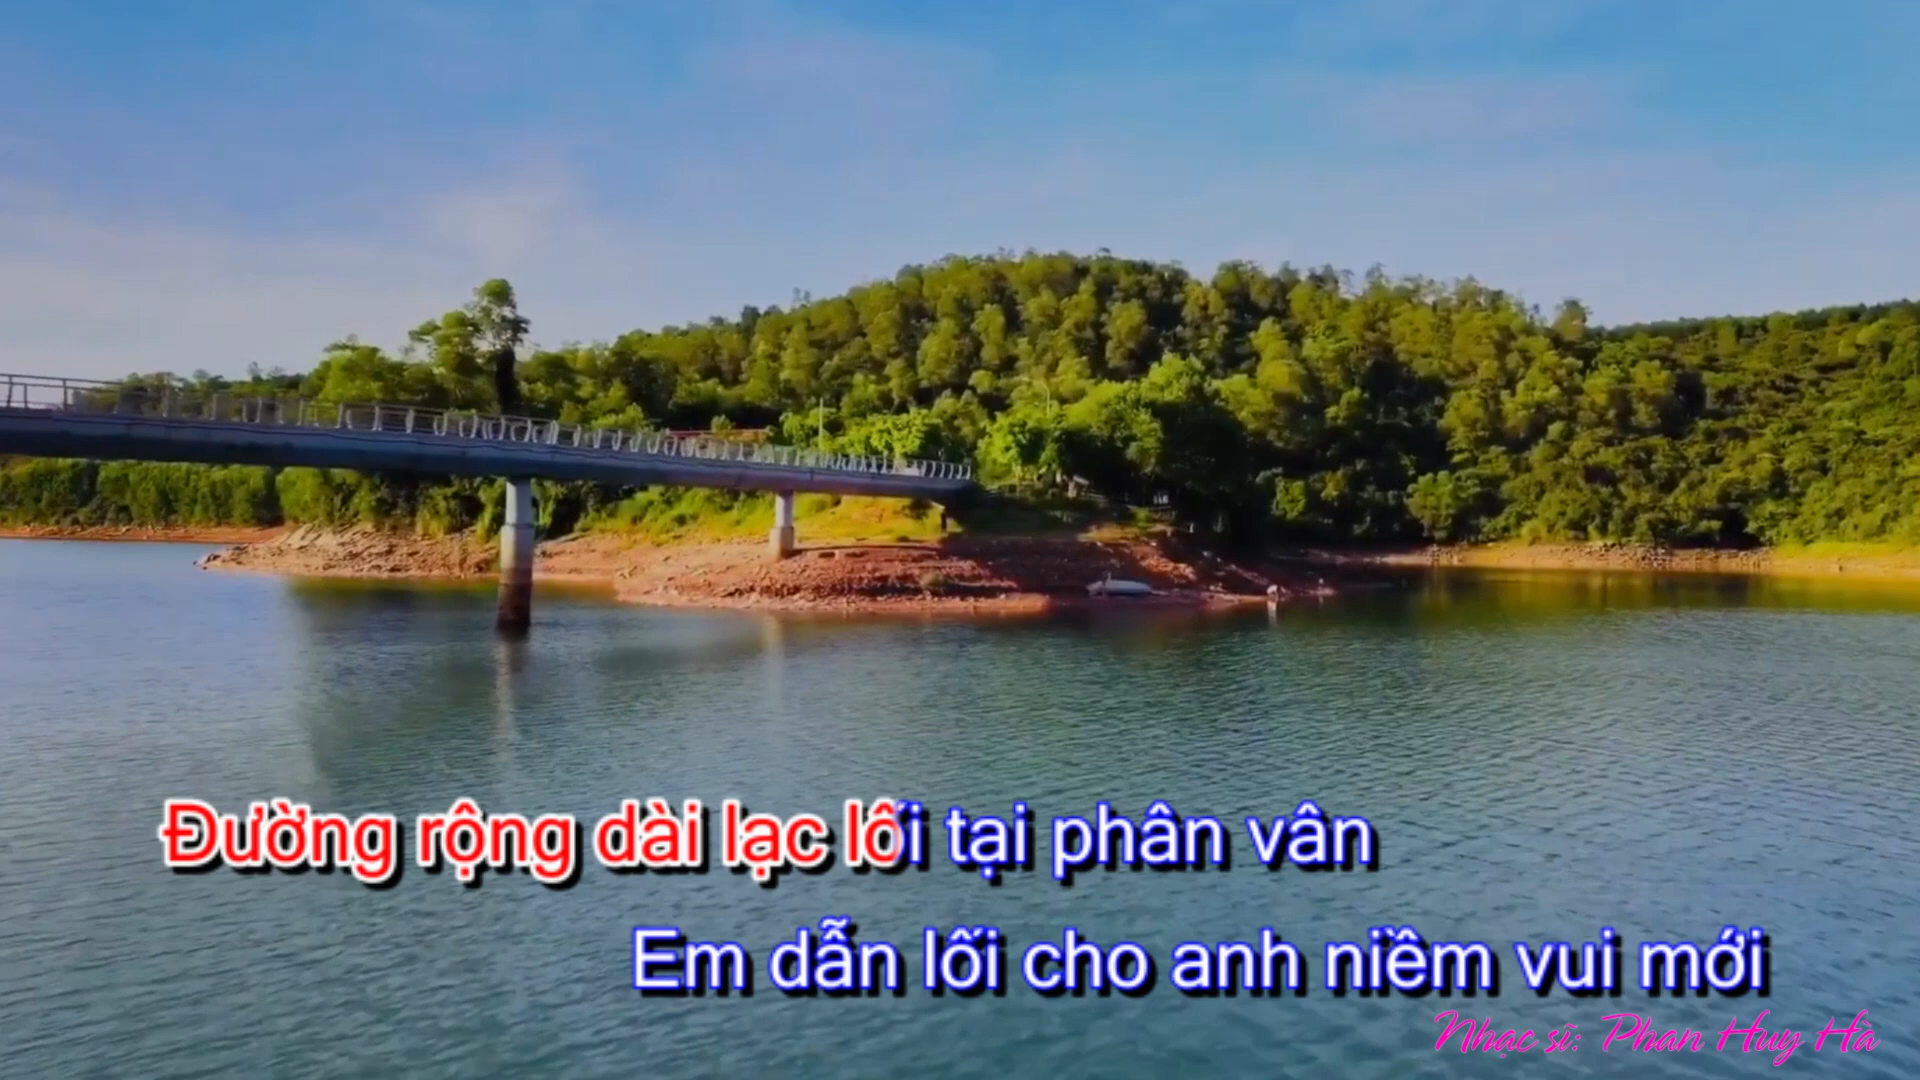 Đường rộng dài lạc lối tại phân vân
Em dẫn lối cho anh niềm vui mới
Nhạc sĩ: Phan Huy Hà